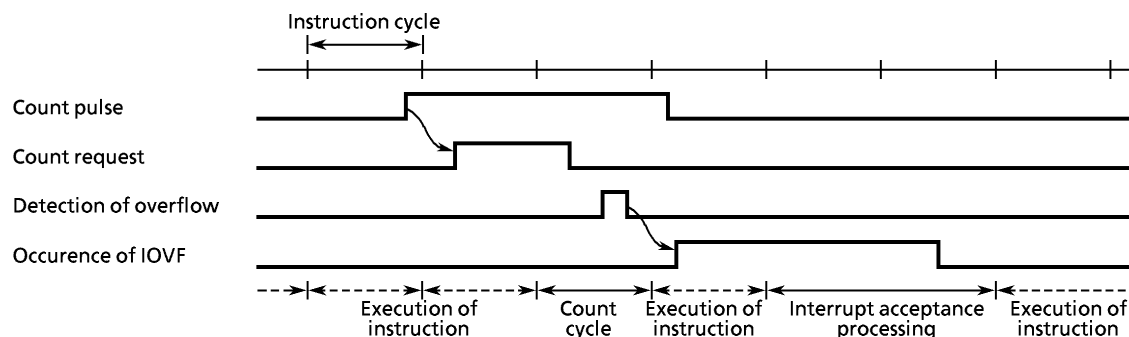 Instruction cycle
Count pulse
Count request
Detection of overflow
Occurence of IOVF
Execution of
instruction
Count
cycle
Execution of
instruction
Interrupt acceptance
processing
Execution of
instruction